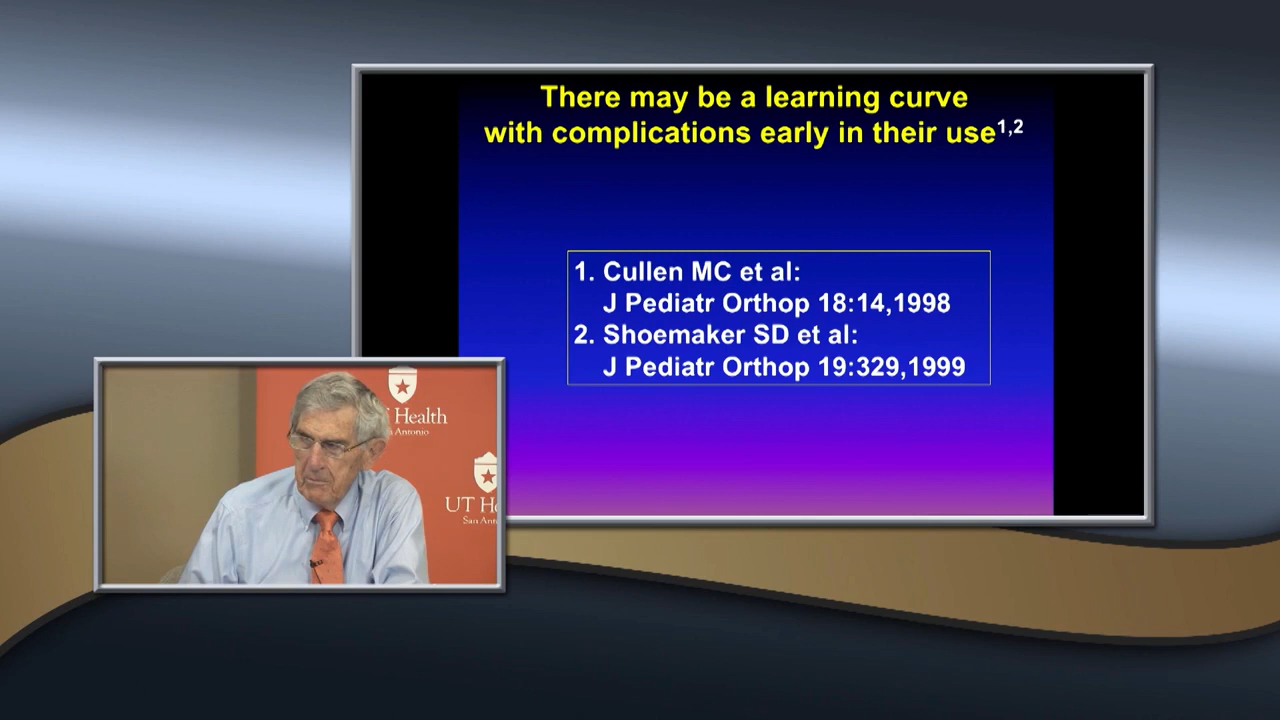 There may be a learning curve
with complications early in their use1,2
1. Cullen MC et al:
J Pediatr Orthop 18:14,1998
2. Shoemaker SD et al:
J Pediatr Orthop 19:329,1999
Health
Antonio
UT
San